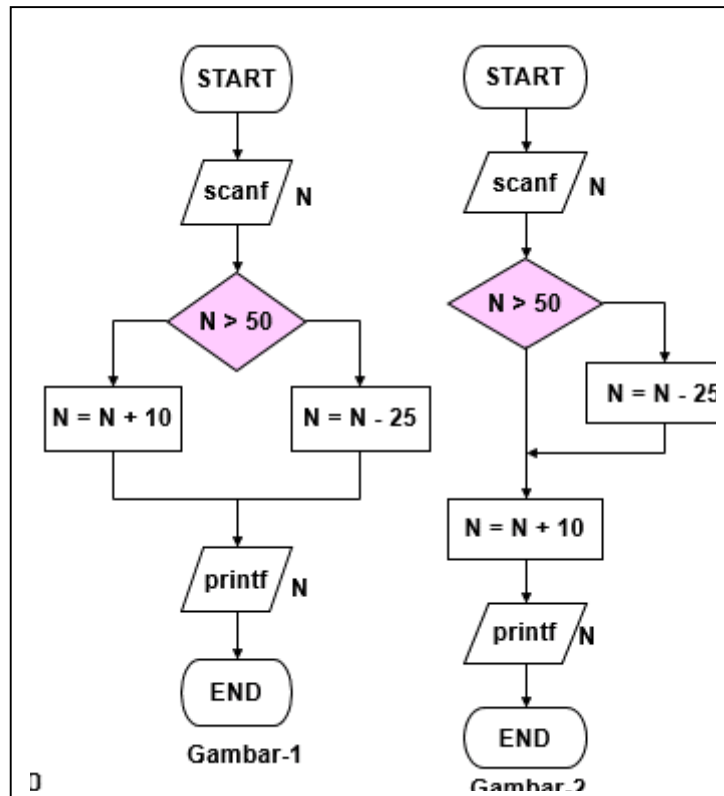 START
scanf
N
N > 50
N = N + 10
N = N - 25
printf
N
END
Gambar-1
START
scanf
N
N > 50
N = N - 25
N = N + 10
printf
N
END
Gambar-2